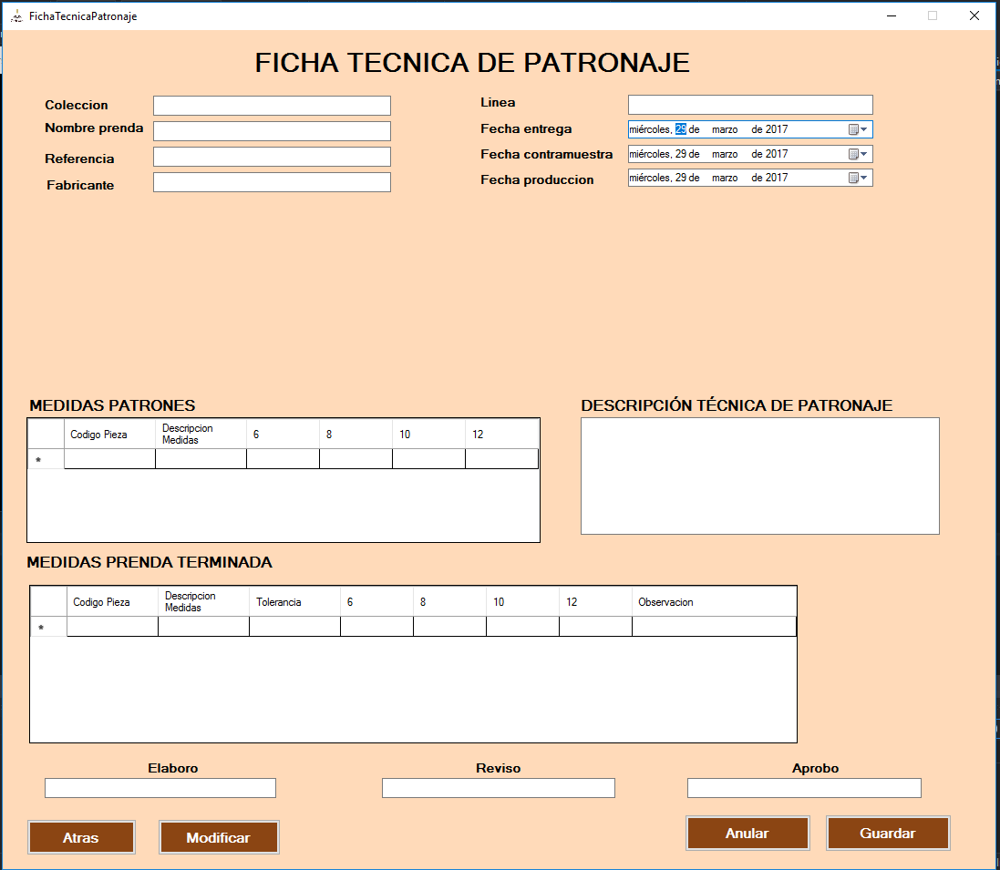 FichaTecnicaPatronaje
FICHA TECNICA DE PATRONAJE
Coleccion
Nombre prenda
Referencia
Fabricante
Linea
Fecha entrega miércoles, 29 de marzo de 2017
Fecha contramuestra miércoles, 29 de marzo de 2017
Fecha produccion miércoles, 29 de marzo de 2017
MEDIDAS PATRONES
Codigo Pieza Descripcion Medidas 6 8 10 12
DESCRIPCIÓN TÉCNICA DE PATRONAJE
MEDIDAS PRENDA TERMINADA
Codigo Pieza Descripcion Medidas Tolerancia 6 8 10 12 Observacion
Elaboro Reviso Aprobo
Atras Modificar Anular Guardar